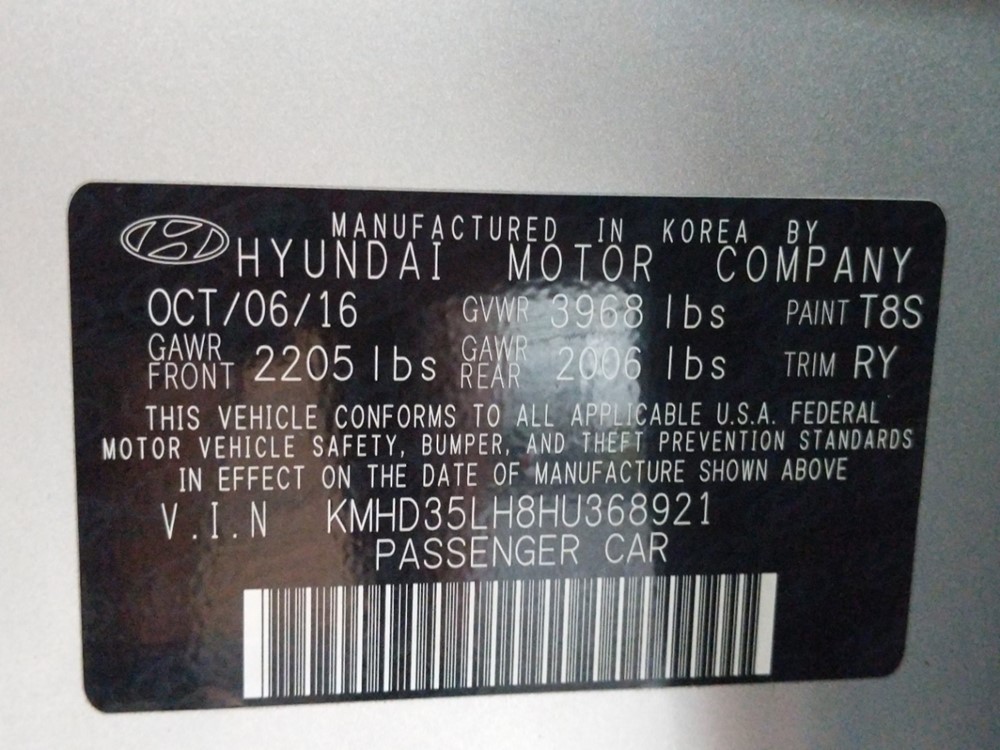 MANUFACTURED IN KOREA BY
HYUNDAI MOTOR COMPANY
OCT/06/16 GVWR 3968 lbs PAINT T8S
GAWR FRONT 2205 lbs GAWR REAR 2006 lbs TRIM RY
THIS VEHICLE CONFORMS TO ALL APPLICABLE U.S.A. FEDERAL
MOTOR VEHICLE SAFETY, BUMPER, AND THEFT PREVENTION STANDARDS
IN EFFECT ON THE DATE OF MANUFACTURE SHOWN ABOVE
V.I.N KMHD35LH8HU368921
PASSENGER CAR